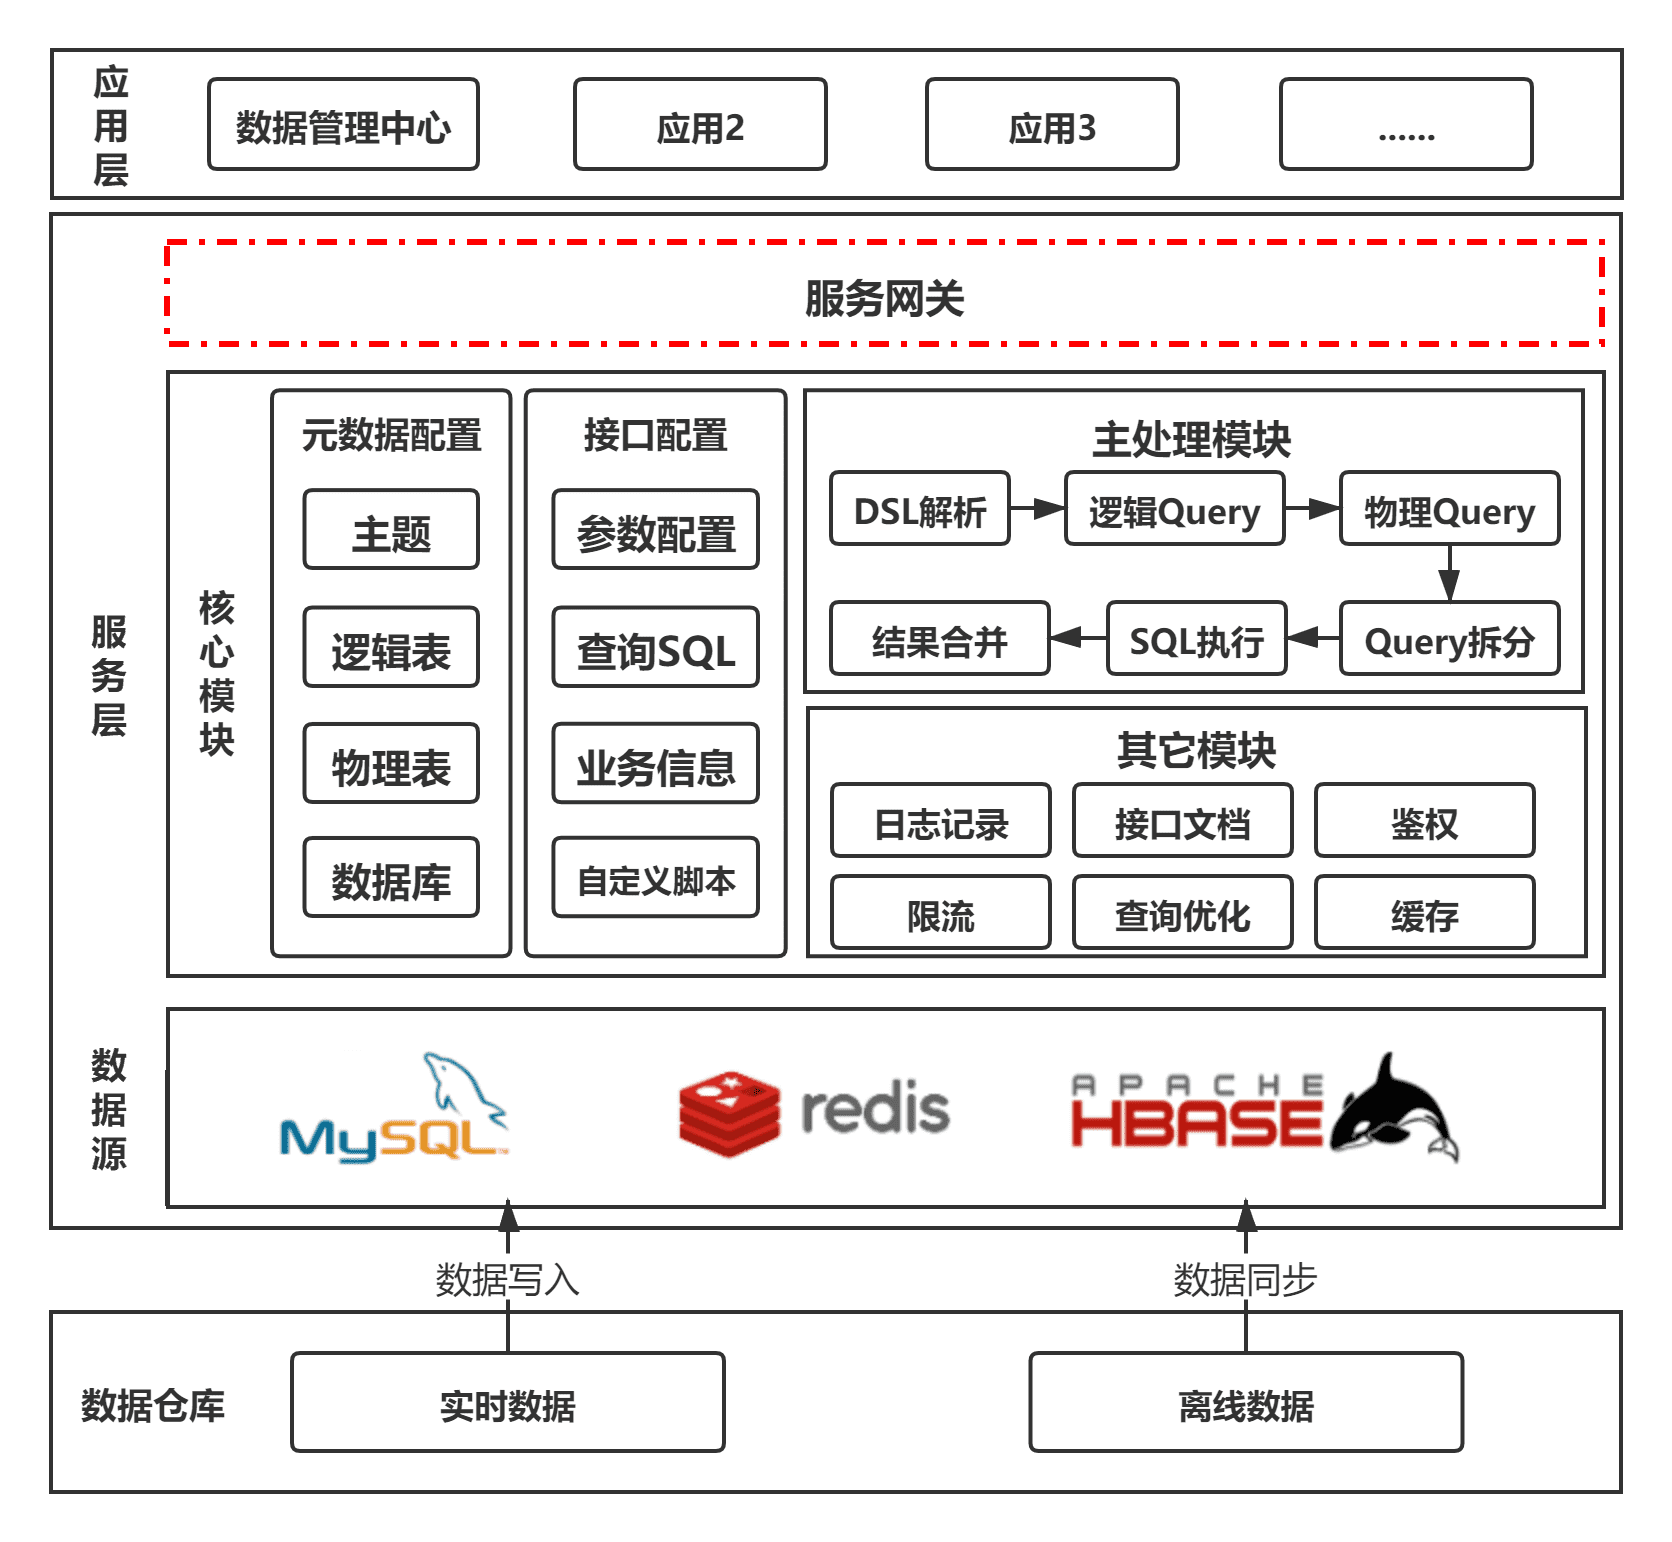 应用层
数据管理中心
应用2
应用3
......
服务层
服务网关
核心模块
元数据配置
主题
逻辑表
物理表
数据库
接口配置
参数配置
查询SQL
业务信息
自定义脚本
主处理模块
DSL解析
逻辑Query
物理Query
结果合并
SQL执行
Query拆分
其它模块
日志记录
接口文档
鉴权
限流
查询优化
缓存
数据源
MySQL™
redis
APACHE
HBASE
数据写入
数据同步
数据仓库
实时数据
离线数据